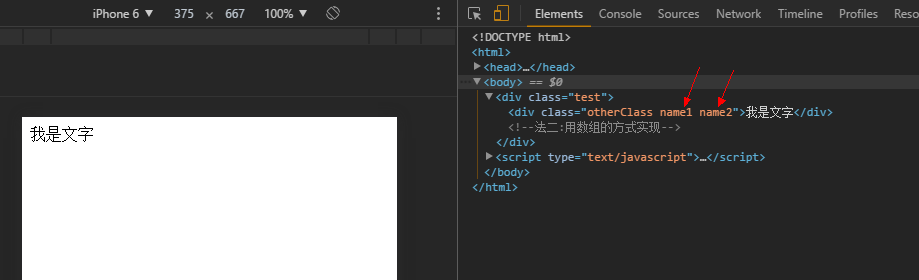 iPhone 6 ▼ 375 × 667 100% ▼
Elements Console Sources Network Timeline Profiles Resou
<!DOCTYPE html>
<html>
▶<head>…</head>
…▼<body> == $0
▼<div class="test">
<div class="otherClass name1 name2">我是文字</div>
<!--法二:用数组的方式实现-->
</div>
▶<script type="text/javascript">…</script>
</body>
</html>
我是文字